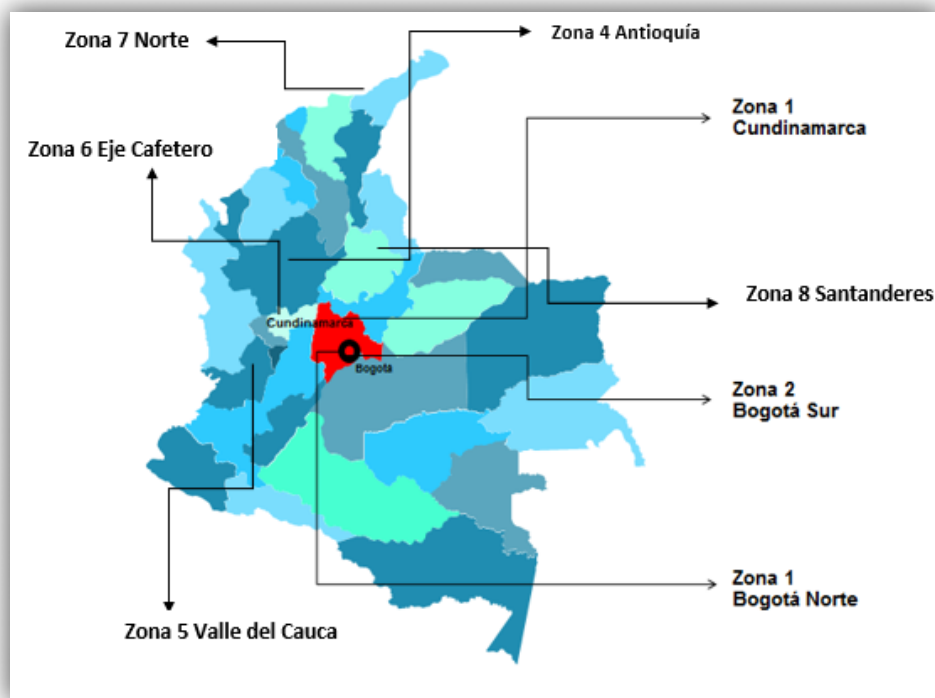 Zona 7 Norte
Zona 4 Antioquía
Zona 1
Cundinamarca
Zona 6 Eje Cafetero
Zona 8 Santanderes
Cundinamarca
Bogotá
Zona 2
Bogotá Sur
Zona 1
Bogotá Norte
Zona 5 Valle del Cauca